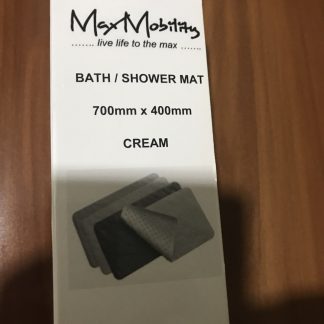 MaxMobility
....... live life to the max .......
BATH / SHOWER MAT
700mm x 400mm
CREAM